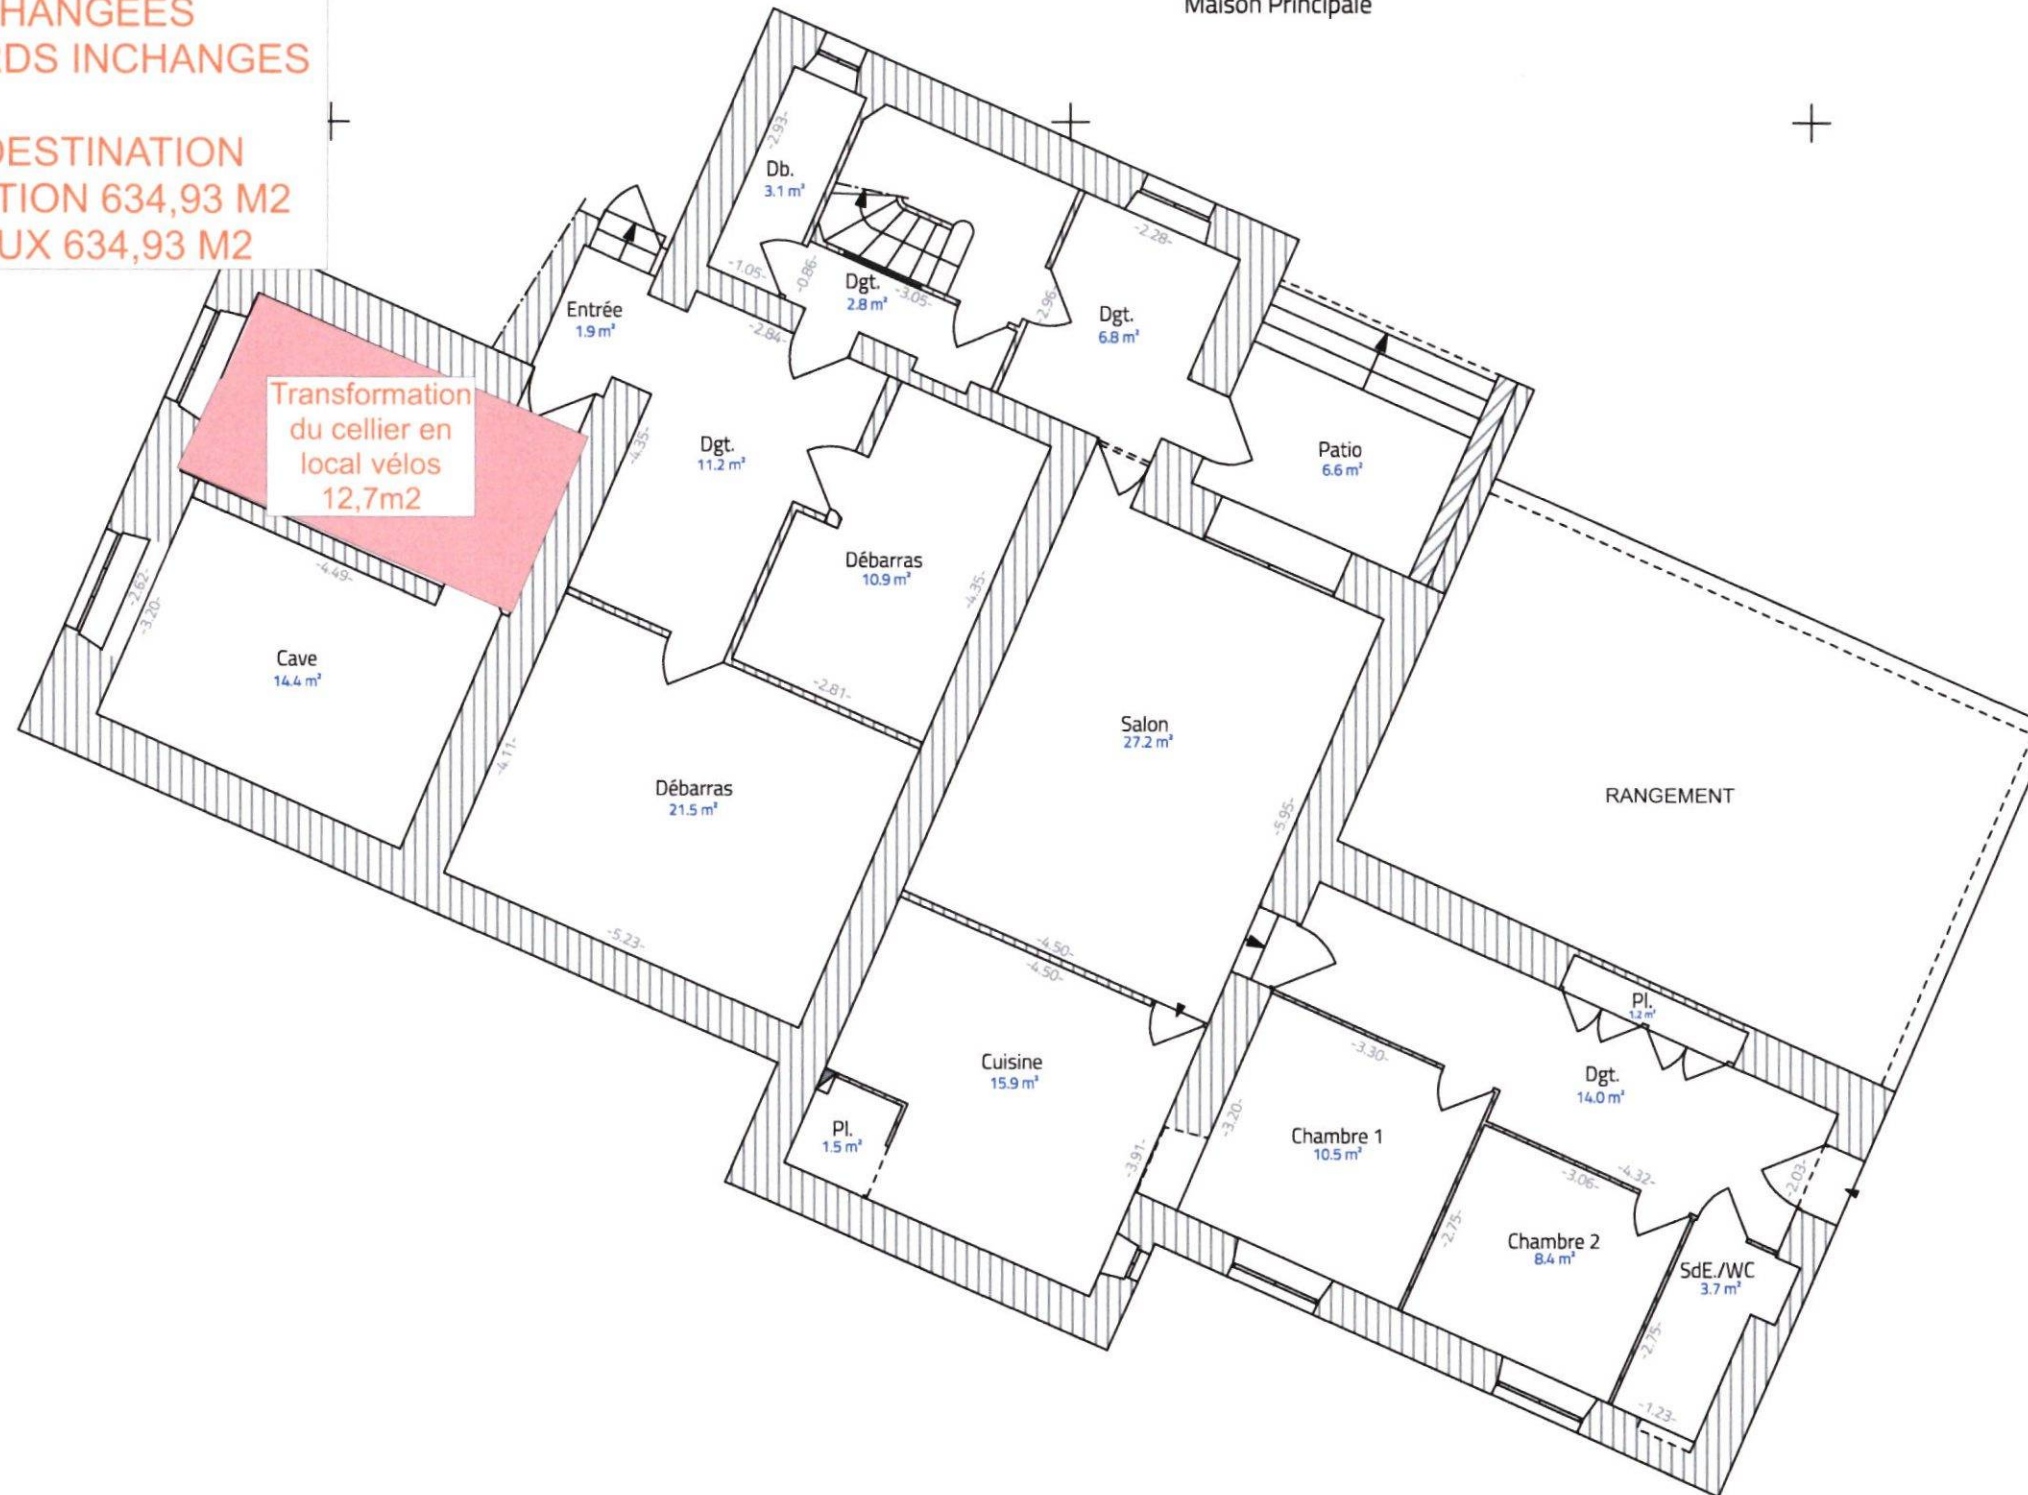 HANGEES
RDS INCHANGES
DESTINATION
TION 634,93 M2
UX 634,93 M2
Maison Principale
-2.93-
Db.
3.1 m²
-1.05-
-0.86-
Dgt.
2.8 m²
-3.05-
-2.84-
-2.96-
-2.28-
Dgt.
6.8 m²
Entrée
1.9 m²
Transformation
du cellier en
local vélos
12,7m2
-4.35-
Dgt.
11.2 m²
Patio
6.6 m²
Débarras
10.9 m²
-4.35-
-4.49-
-2.62-
-3.20-
Cave
14.4 m²
-2.81-
-4.11-
Débarras
21.5 m²
-5.23-
Salon
27.2 m²
-5.95-
RANGEMENT
-4.50-
-4.50-
Cuisine
15.9 m²
Pl.
1.5 m²
-3.91-
-3.20-
-3.30-
Chambre 1
10.5 m²
Pl.
1.2 m²
Dgt.
14.0 m²
-4.32-
-3.06-
-2.03-
-2.75-
Chambre 2
8.4 m²
SdE./WC
3.7 m²
-2.75-
-1.23-